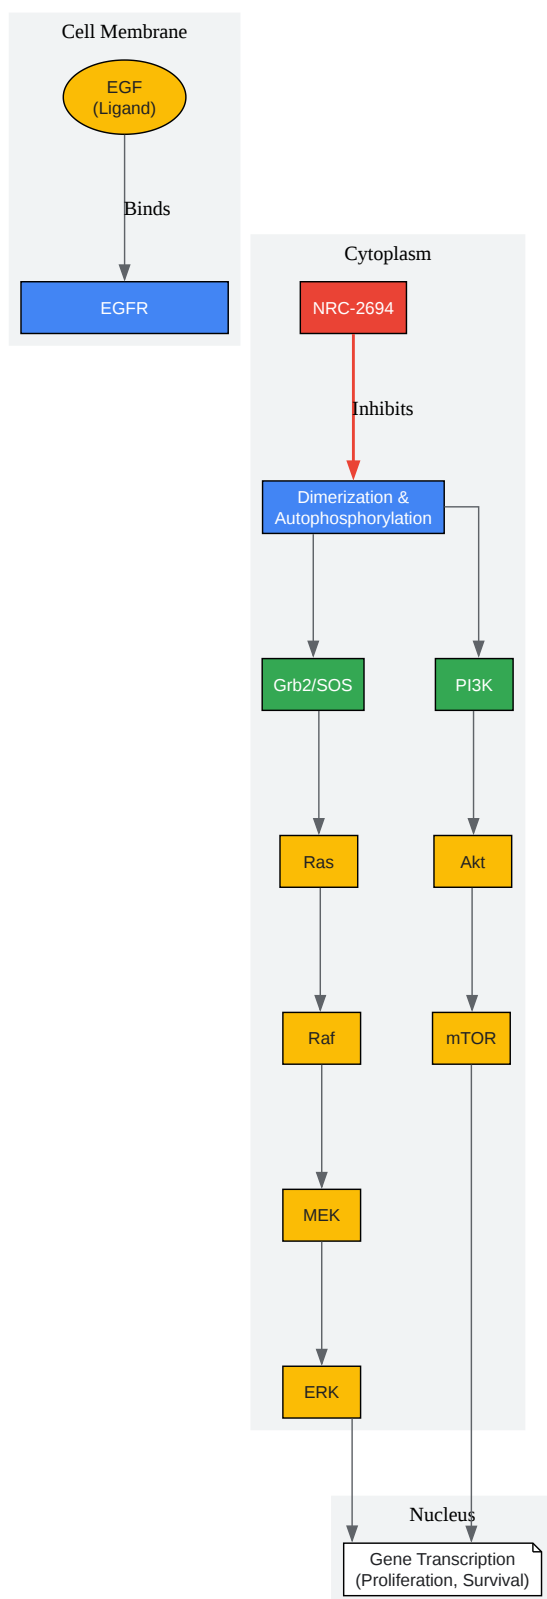 Cell Membrane
EGF
(Ligand)
Binds
EGFR
Cytoplasm
NRC-2694
Inhibits
Dimerization &
Autophosphorylation
Grb2/SOS
PI3K
Ras
Akt
Raf
mTOR
MEK
ERK
Nucleus
Gene Transcription
(Proliferation, Survival)